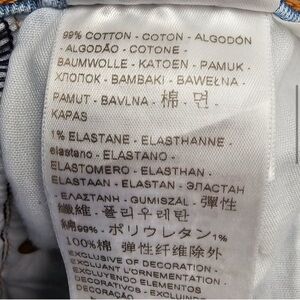 99% COTTON - COTON - ALGODÓN
- ALGODÃO - COTONE -
BAUMWOLLE - KATOEN - PAMUK -
ХЛОПОК - BAMBAKI - BAWEŁNA -
PAMUT - BAVLNA - 棉 면 -
KAPAS
1% ELASTANE - ELASTHANNE -
elastano - ELASTANO -
ELASTOMERO - ELASTHAN -
ELASTAAN - ELASTAN - ЭЛАСТАН
- ΕΛΑΣΤΑΝΗ - GUMISZÁL - 彈性
纖維 - 폴리우레탄
綿99% - ポリウレタン1%
100%棉 弹性纤维除外
EXCLUSIVE OF DECORATION -
EXCLUANT L'ORNEMENTATION -
EXCLUYENDO ELEMENTOS
DECORATIVOS - EXCLUINDO